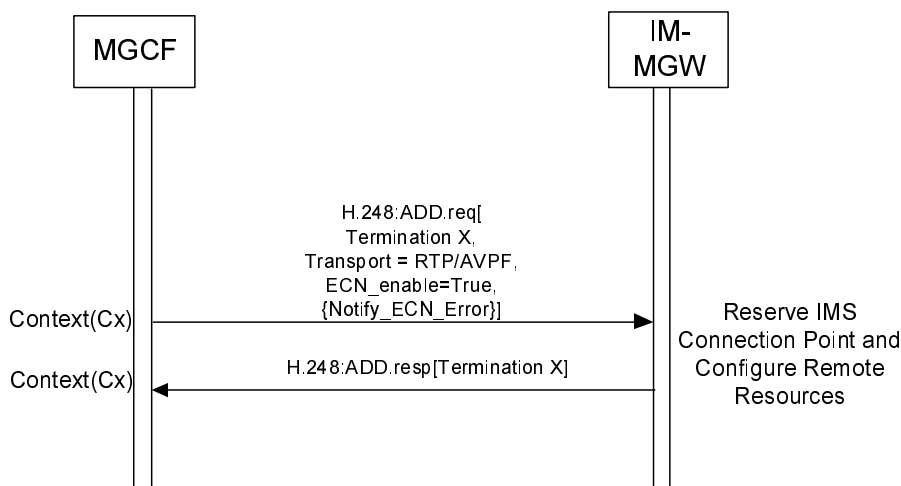 MGCF
IM-
MGW
H.248:ADD.req[
Termination X,
Transport = RTP/AVPF,
ECN_enable=True,
{Notify_ECN_Error}]
Context(Cx)
Reserve IMS
Connection Point and
Configure Remote
Resources
H.248:ADD.resp[Termination X]
Context(Cx)